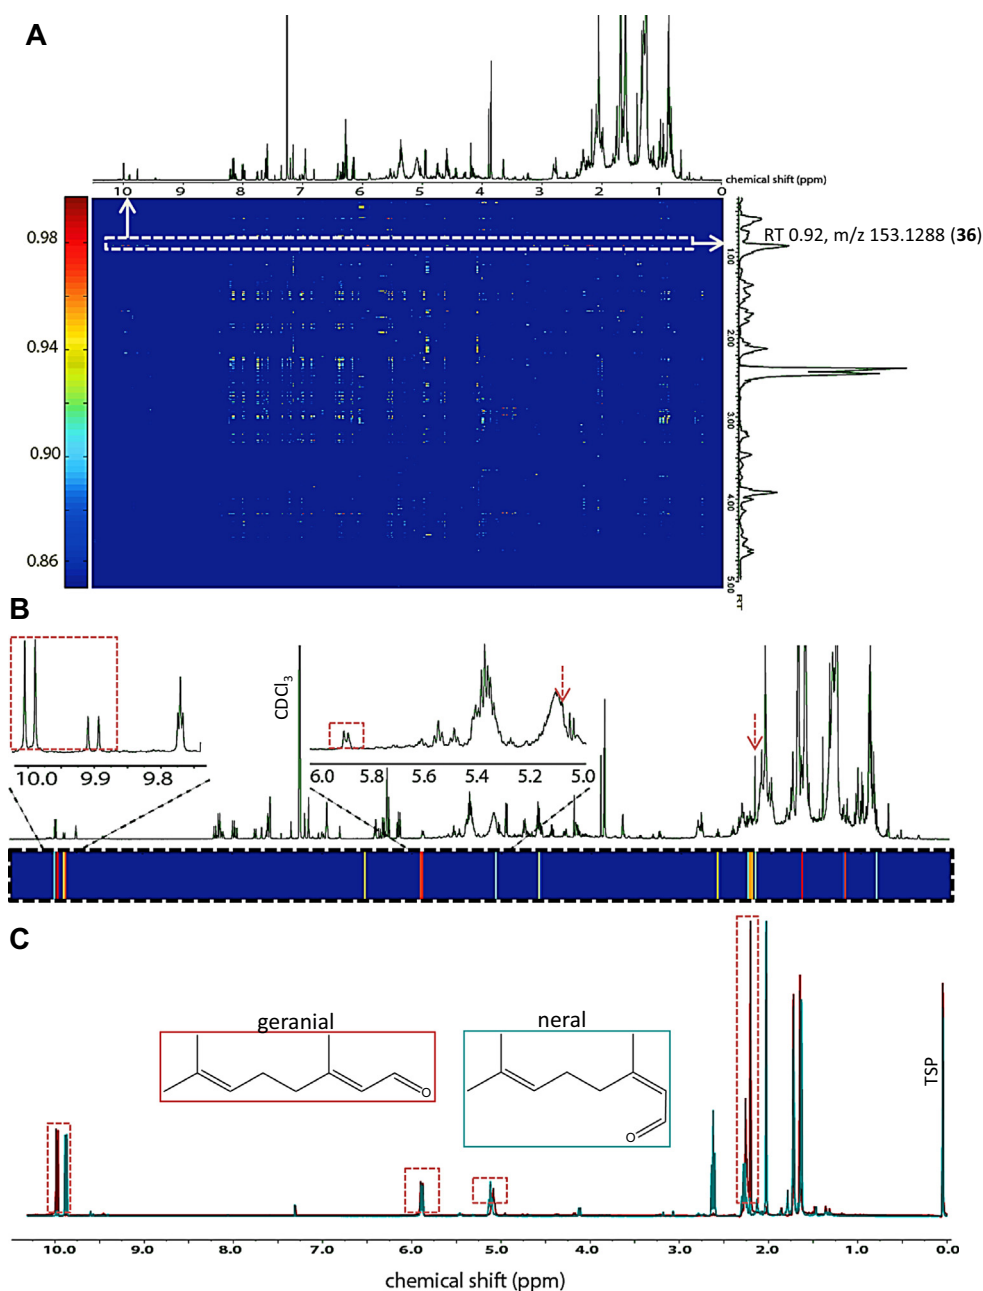 A
chemical shift (ppm)
10 9 8 7 6 5 4 3 2 1 0
0.98
0.94
0.90
0.86
RT 0.92, m/z 153.1288 (36)
1.00
2.00
3.00
4.00
5.00
RT
B
CDCl3
10.0 9.9 9.8
6.0 5.8 5.6 5.4 5.2 5.0
C
geranial
neral
O
O
TSP
10.0 9.0 8.0 7.0 6.0 5.0 4.0 3.0 2.0 1.0 0.0
chemical shift (ppm)